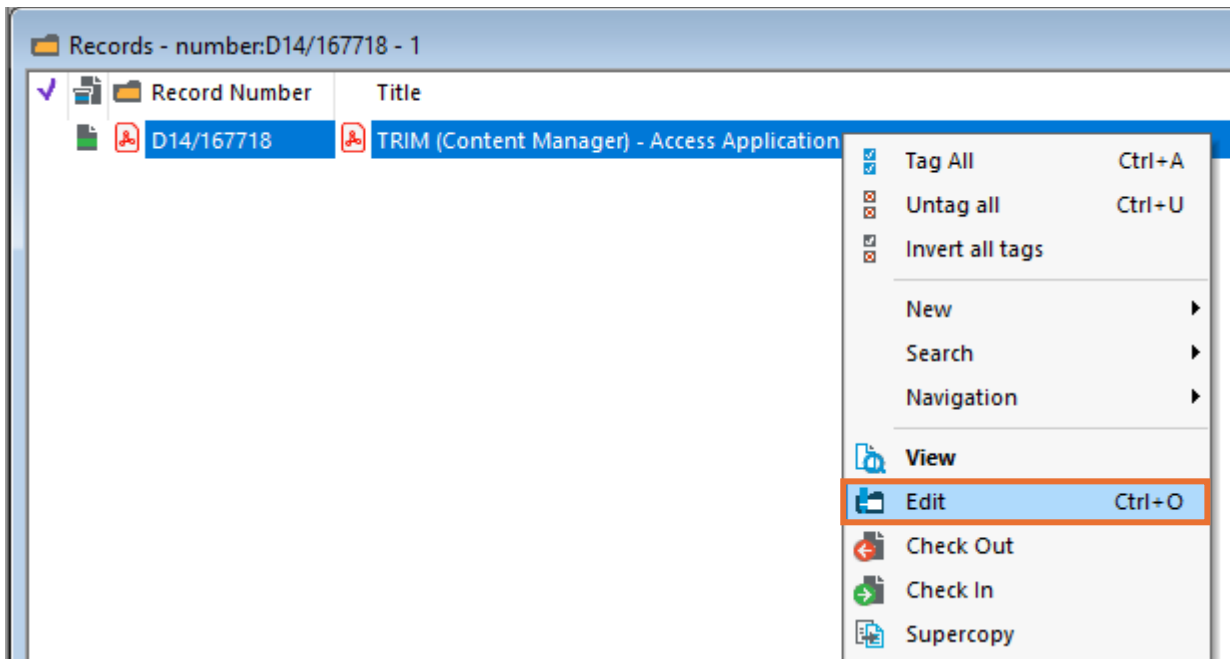 Records - number:D14/167718 - 1
Record Number Title
D14/167718 TRIM (Content Manager) - Access Application
Tag All Ctrl+A
Untag all Ctrl+U
Invert all tags
New
Search
Navigation
View
Edit Ctrl+O
Check Out
Check In
Supercopy